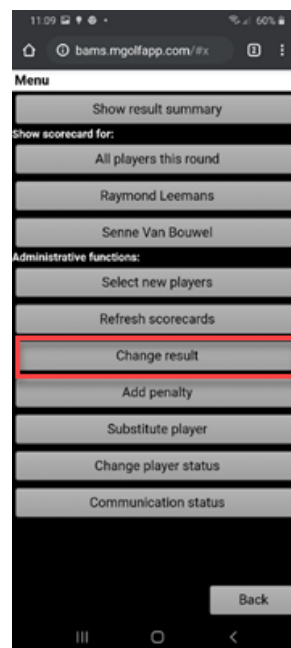 11:09 60%
bams.mgolfapp.com/#x 2
Menu
Show result summary
Show scorecard for:
All players this round
Raymond Leemans
Senne Van Bouwel
Administrative functions:
Select new players
Refresh scorecards
Change result
Add penalty
Substitute player
Change player status
Communication status
Back